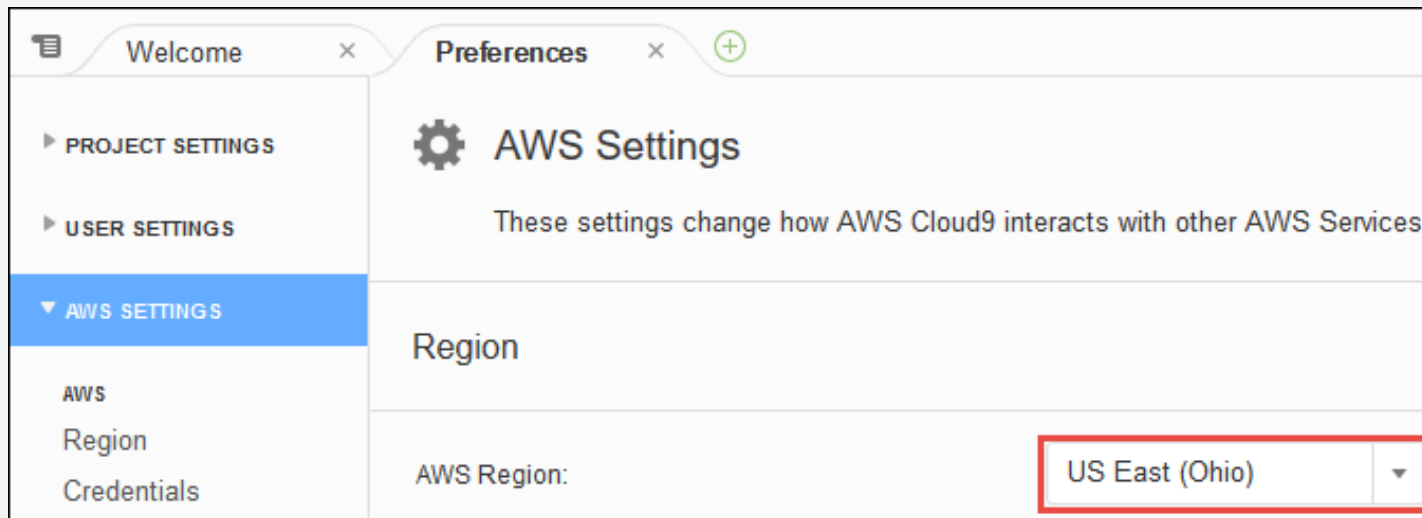 Welcome
Preferences
PROJECT SETTINGS
USER SETTINGS
AWS SETTINGS
AWS
Region
Credentials
AWS Settings
These settings change how AWS Cloud9 interacts with other AWS Services
Region
AWS Region:
US East (Ohio)